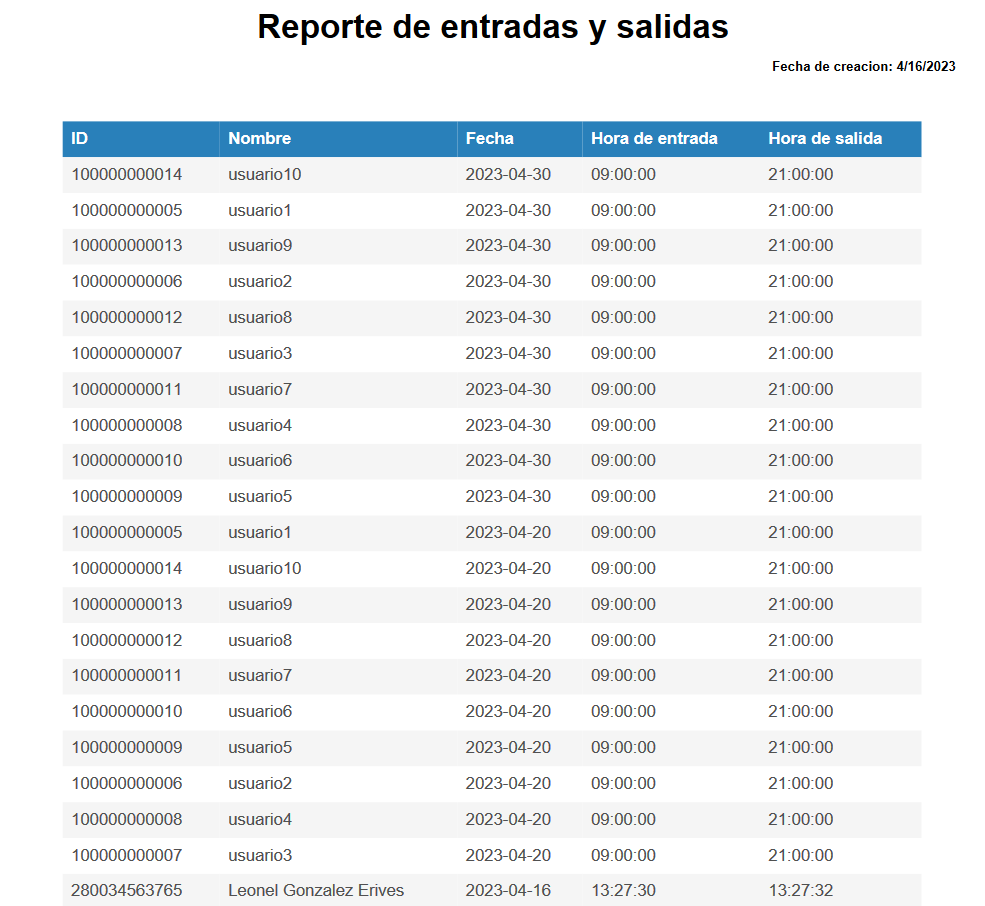 Reporte de entradas y salidas
Fecha de creacion: 4/16/2023
ID Nombre Fecha Hora de entrada Hora de salida
100000000014 usuario10 2023-04-30 09:00:00 21:00:00
100000000005 usuario1 2023-04-30 09:00:00 21:00:00
100000000013 usuario9 2023-04-30 09:00:00 21:00:00
100000000006 usuario2 2023-04-30 09:00:00 21:00:00
100000000012 usuario8 2023-04-30 09:00:00 21:00:00
100000000007 usuario3 2023-04-30 09:00:00 21:00:00
100000000011 usuario7 2023-04-30 09:00:00 21:00:00
100000000008 usuario4 2023-04-30 09:00:00 21:00:00
100000000010 usuario6 2023-04-30 09:00:00 21:00:00
100000000009 usuario5 2023-04-30 09:00:00 21:00:00
100000000005 usuario1 2023-04-20 09:00:00 21:00:00
100000000014 usuario10 2023-04-20 09:00:00 21:00:00
100000000013 usuario9 2023-04-20 09:00:00 21:00:00
100000000012 usuario8 2023-04-20 09:00:00 21:00:00
100000000011 usuario7 2023-04-20 09:00:00 21:00:00
100000000010 usuario6 2023-04-20 09:00:00 21:00:00
100000000009 usuario5 2023-04-20 09:00:00 21:00:00
100000000006 usuario2 2023-04-20 09:00:00 21:00:00
100000000008 usuario4 2023-04-20 09:00:00 21:00:00
100000000007 usuario3 2023-04-20 09:00:00 21:00:00
280034563765 Leonel Gonzalez Erives 2023-04-16 13:27:30 13:27:32